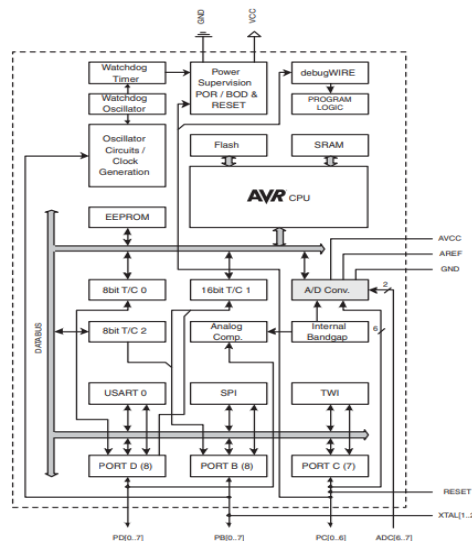 GND
VCC
Watchdog
Timer
Power
Supervision
POR / BOD &
RESET
debugWIRE
Watchdog
Oscillator
PROGRAM
LOGIC
Oscillator
Circuits /
Clock
Generation
Flash
SRAM
AVR CPU
EEPROM
AVCC
AREF
GND
8bit T/C 0
16bit T/C 1
A/D Conv.
2
8bit T/C 2
Analog
Comp.
Internal
Bandgap
6
DATABUS
USART 0
SPI
TWI
PORT D (8)
PORT B (8)
PORT C (7)
RESET
PD[0..7]
PB[0..7]
PC[0..6]
ADC[6..7]